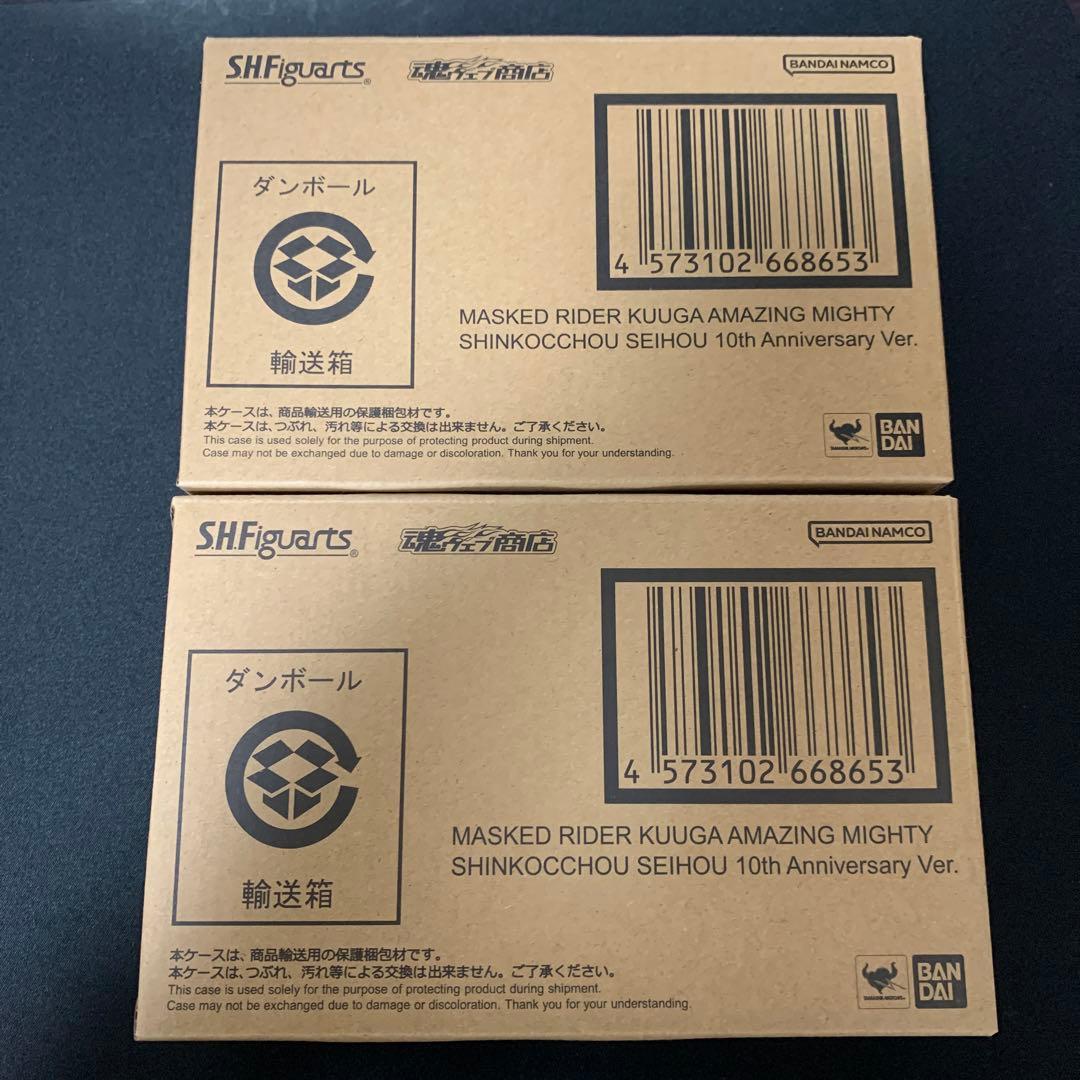 S.H.Figuarts® 魂ウェブ商店 BANDAI NAMCO
ダンボール
輸送箱
4 573102 668653
MASKED RIDER KUUGA AMAZING MIGHTY
SHINKOCCHOU SEIHOU 10th Anniversary Ver.
本ケースは、商品輸送用の保護梱包材です。
本ケースは、つぶれ、汚れ等による交換は出来ません。ご了承ください。
This case is used solely for the purpose of protecting product during shipment.
Case may not be exchanged due to damage or discoloration. Thank you for your understanding.
TAMASHII NATIONS
BAN
DAI
S.H.Figuarts® 魂ウェブ商店 BANDAI NAMCO
ダンボール
輸送箱
4 573102 668653
MASKED RIDER KUUGA AMAZING MIGHTY
SHINKOCCHOU SEIHOU 10th Anniversary Ver.
本ケースは、商品輸送用の保護梱包材です。
本ケースは、つぶれ、汚れ等による交換は出来ません。ご了承ください。
This case is used solely for the purpose of protecting product during shipment.
Case may not be exchanged due to damage or discoloration. Thank you for your understanding.
TAMASHII NATIONS
BAN
DAI